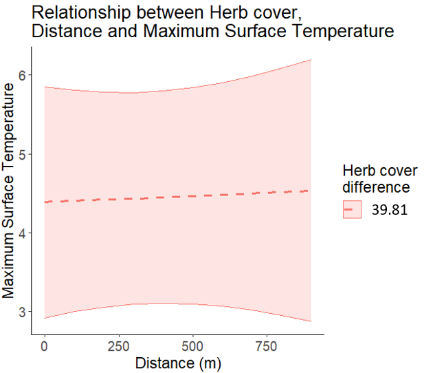 Relationship between Herb cover,
Distance and Maximum Surface Temperature
Maximum Surface Temperature
6
5
4
3
0
250
500
750
Distance (m)
Herb cover
difference
39.81